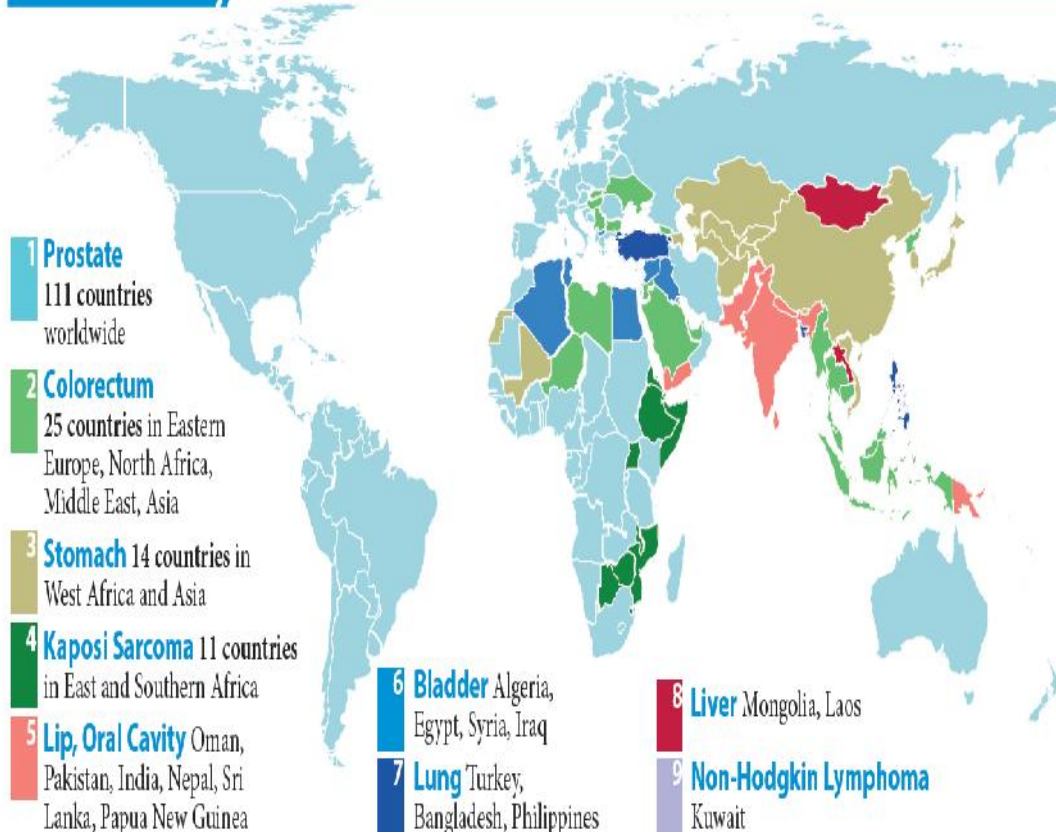 1 Prostate
111 countries
worldwide
2 Colorectum
25 countries in Eastern
Europe, North Africa,
Middle East, Asia
3 Stomach 14 countries in
West Africa and Asia
4 Kaposi Sarcoma 11 countries
in East and Southern Africa
5 Lip, Oral Cavity Oman,
Pakistan, India, Nepal, Sri
Lanka, Papua New Guinea
6 Bladder Algeria,
Egypt, Syria, Iraq
7 Lung Turkey,
Bangladesh, Philippines
8 Liver Mongolia, Laos
9 Non-Hodgkin Lymphoma
Kuwait